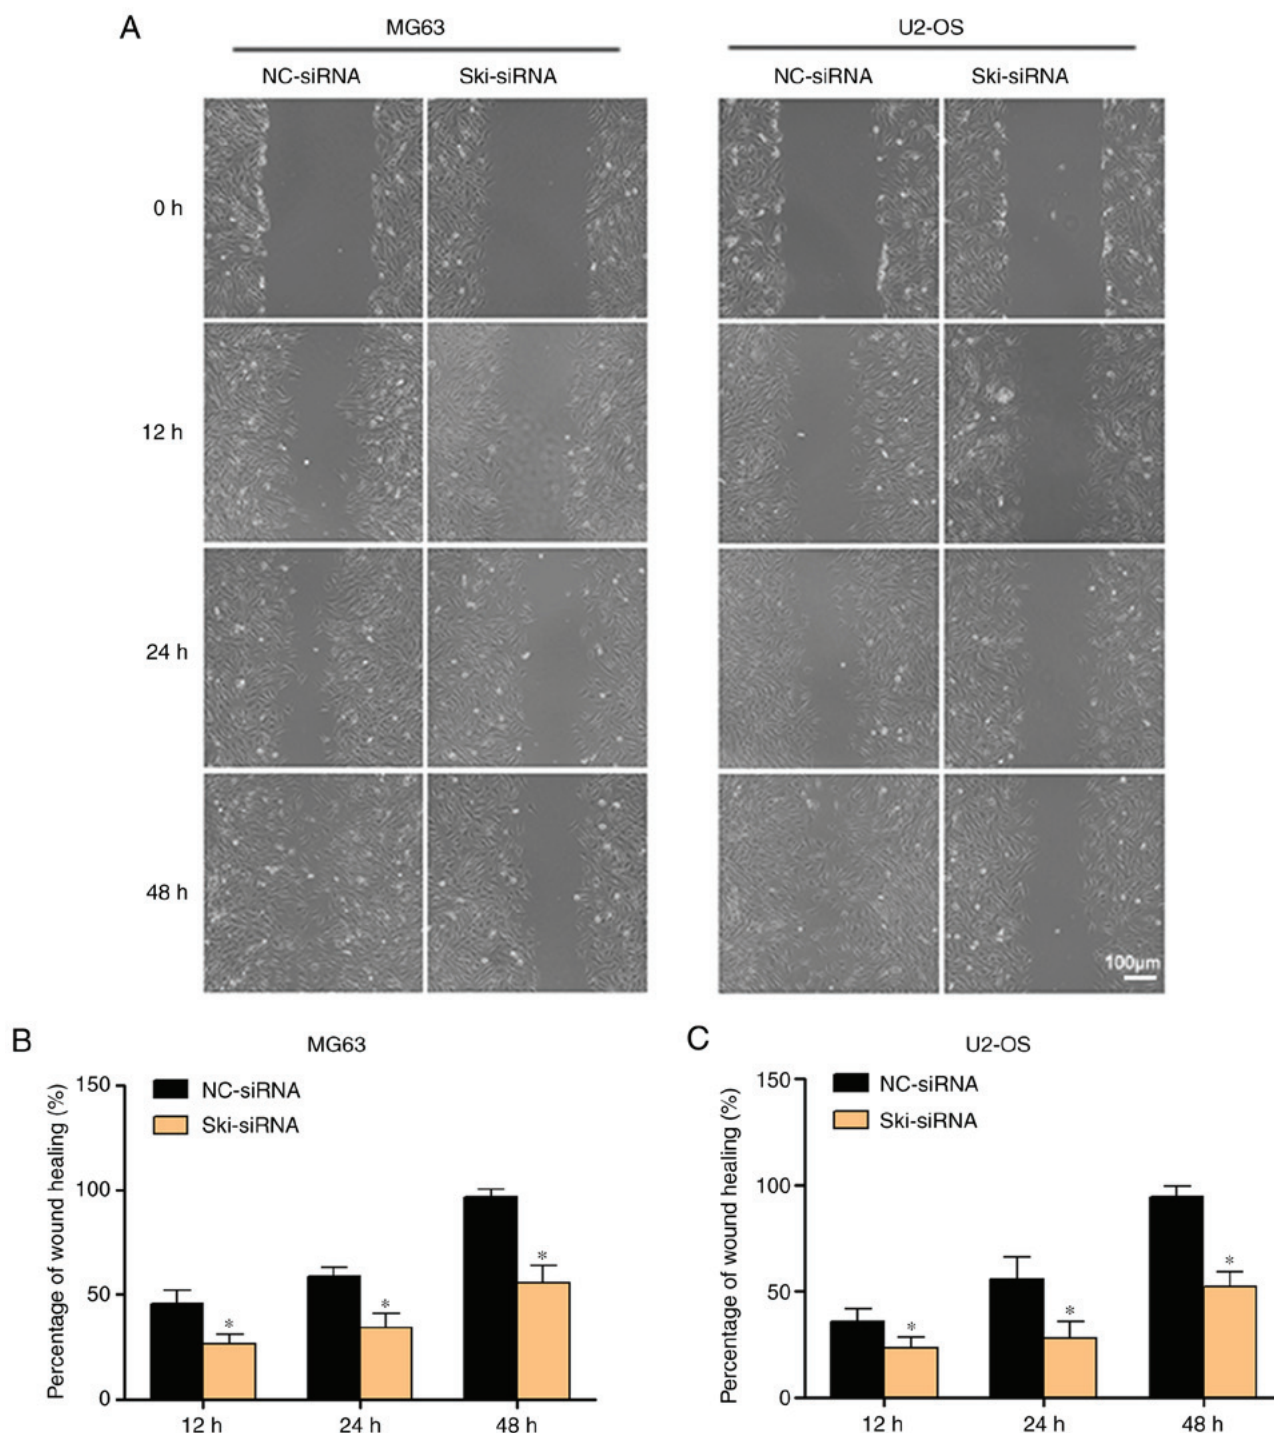 A
MG63
U2-OS
NC-siRNA
Ski-siRNA
NC-siRNA
Ski-siRNA
0 h
12 h
24 h
48 h
100μm
B
MG63
Percentage of wound healing (%)
150
100
50
0
NC-siRNA
Ski-siRNA
*
*
*
12 h
24 h
48 h
C
U2-OS
Percentage of wound healing (%)
150
100
50
0
NC-siRNA
Ski-siRNA
*
*
*
12 h
24 h
48 h